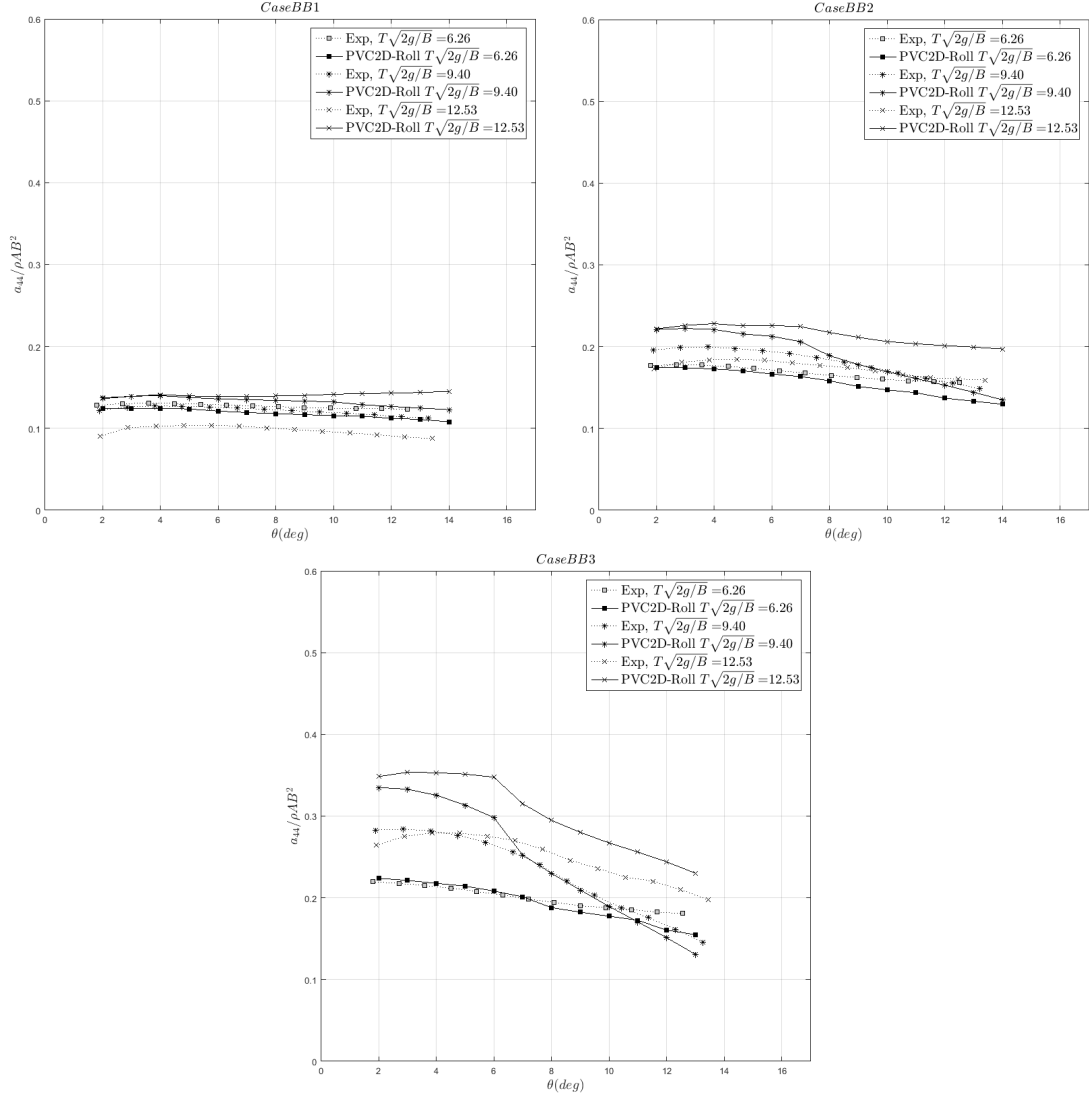 CaseBB1
Exp, T√2g/B =6.26
PVC2D-Roll T√2g/B =6.26
Exp, T√2g/B =9.40
PVC2D-Roll T√2g/B =9.40
Exp, T√2g/B =12.53
PVC2D-Roll T√2g/B =12.53
0.6
0.5
0.4
0.3
0.2
0.1
0
a₄₄/ρAB²
0 2 4 6 8 10 12 14 16
θ(deg)
CaseBB2
Exp, T√2g/B =6.26
PVC2D-Roll T√2g/B =6.26
Exp, T√2g/B =9.40
PVC2D-Roll T√2g/B =9.40
Exp, T√2g/B =12.53
PVC2D-Roll T√2g/B =12.53
0.6
0.5
0.4
0.3
0.2
0.1
0
a₄₄/ρAB²
0 2 4 6 8 10 12 14 16
θ(deg)
CaseBB3
Exp, T√2g/B =6.26
PVC2D-Roll T√2g/B =6.26
Exp, T√2g/B =9.40
PVC2D-Roll T√2g/B =9.40
Exp, T√2g/B =12.53
PVC2D-Roll T√2g/B =12.53
0.6
0.5
0.4
0.3
0.2
0.1
0
a₄₄/ρAB²
0 2 4 6 8 10 12 14 16
θ(deg)